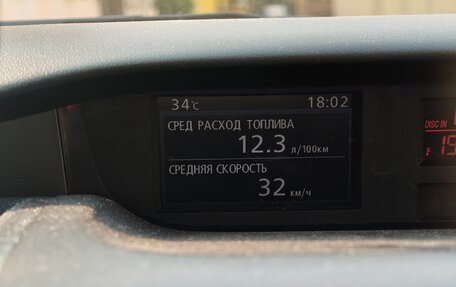 34°C 18:02
СРЕД РАСХОД ТОПЛИВА
12.3 л/100км
СРЕДНЯЯ СКОРОСТЬ
32 км/ч
DISC IN